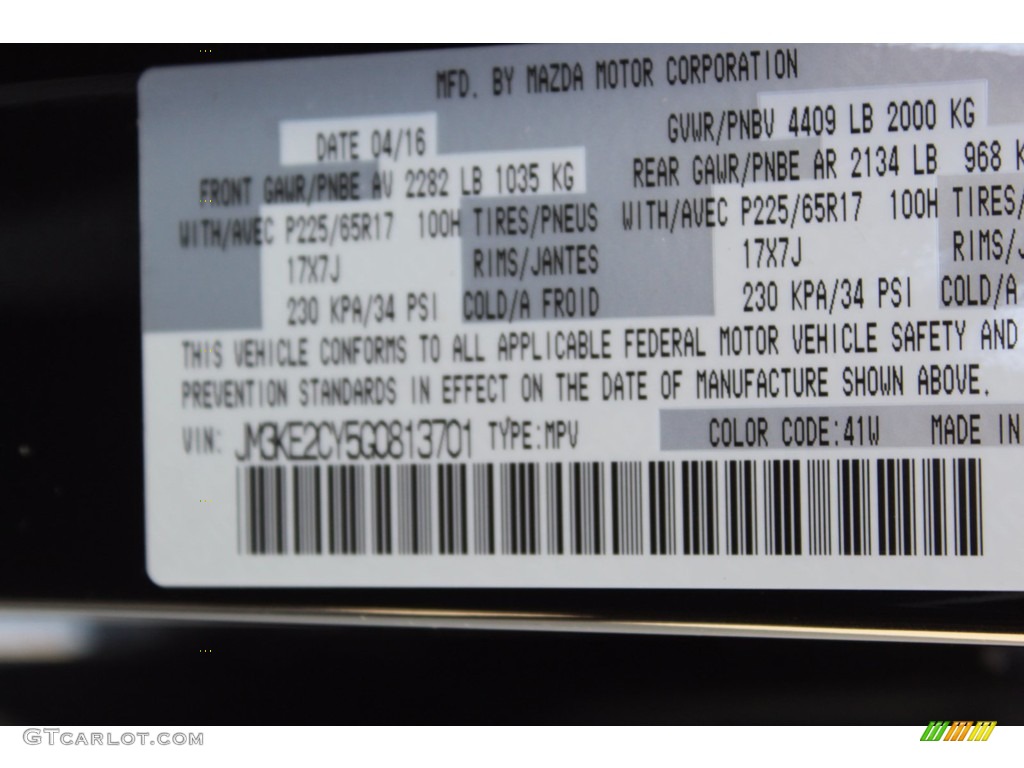 MFD. BY MAZDA MOTOR CORPORATION
DATE 04/16 GVWR/PNBV 4409 LB 2000 KG
FRONT GAWR/PNBE AV 2282 LB 1035 KG REAR GAWR/PNBE AR 2134 LB 968 K
WITH/AVEC P225/65R17 100H TIRES/PNEUS WITH/AVEC P225/65R17 100H TIRES/
17X7J RIMS/JANTES 17X7J RIMS/J
230 KPA/34 PSI COLD/A FROID 230 KPA/34 PSI COLD/A
THIS VEHICLE CONFORMS TO ALL APPLICABLE FEDERAL MOTOR VEHICLE SAFETY AND
PREVENTION STANDARDS IN EFFECT ON THE DATE OF MANUFACTURE SHOWN ABOVE.
VIN: JM3KE2CY5G0813701 TYPE:MPV COLOR CODE:41W MADE IN
GTCARLOT.COM